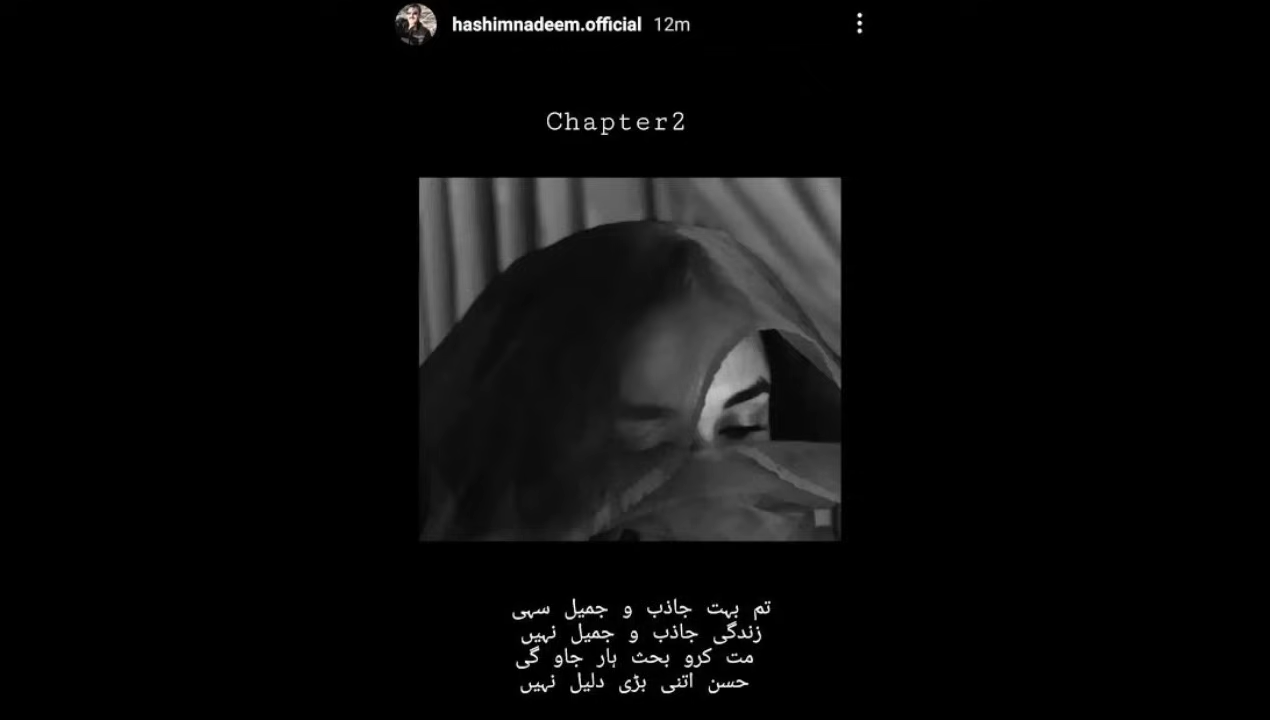 hashimnadeem.official 12m
Chapter2
تم بہت جاذب و جمیل سہی
زندگی جاذب و جمیل نہیں
مت کرو بحث ہار جاو گی
حسن اتنی بڑی دلیل نہیں